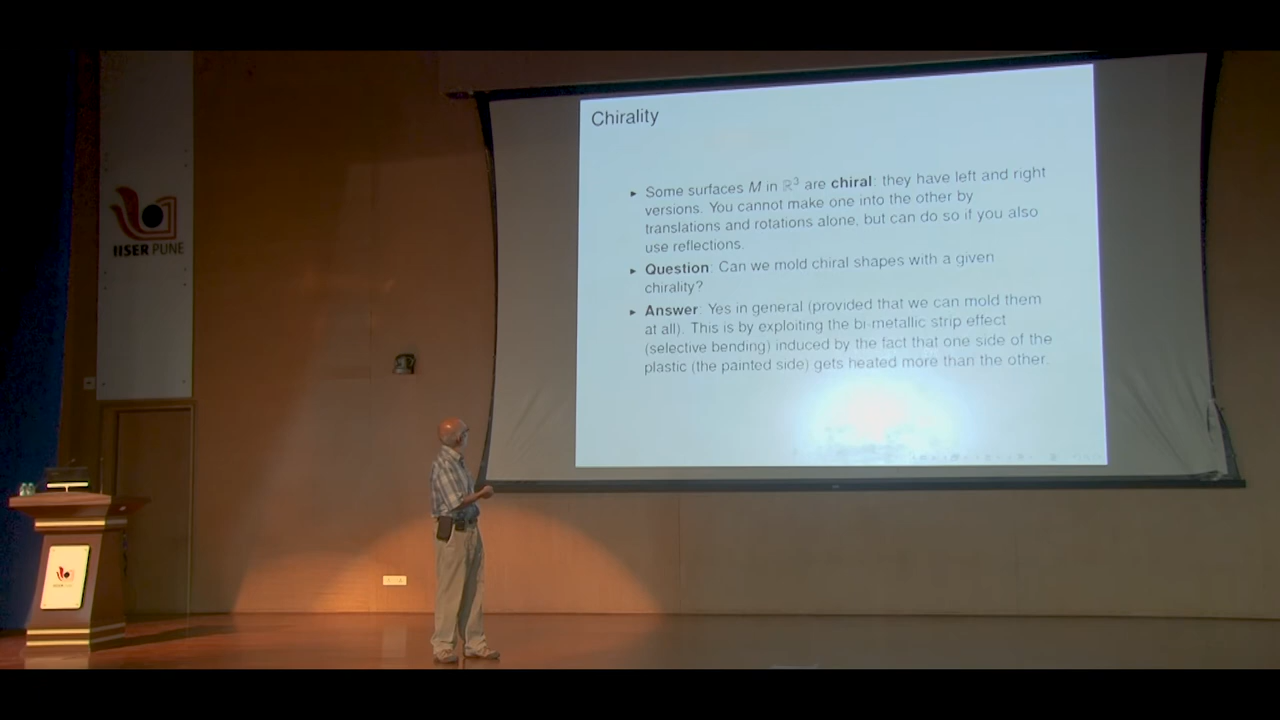 IISER PUNE
Chirality
▸ Some surfaces M in ℝ³ are chiral: they have left and right
versions. You cannot make one into the other by
translations and rotations alone, but can do so if you also
use reflections.
▸ Question: Can we mold chiral shapes with a given
chirality?
▸ Answer: Yes in general (provided that we can mold them
at all). This is by exploiting the bi-metallic strip effect
(selective bending) induced by the fact that one side of the
plastic (the painted side) gets heated more than the other.